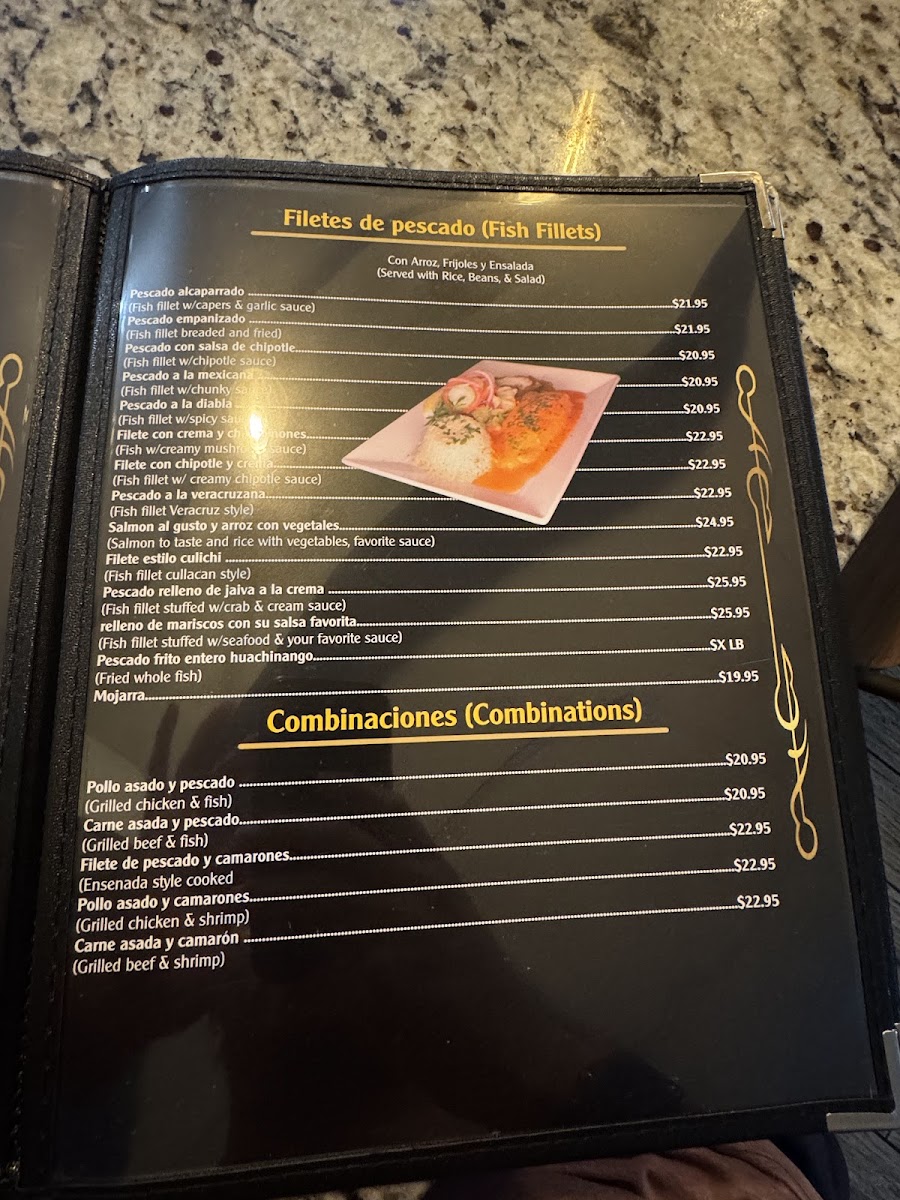 Filetes de pescado (Fish Fillets)
Con Arroz, Frijoles y Ensalada
(Served with Rice, Beans, & Salad)
Pescado alcaparrado $21.95
(Fish fillet w/capers & garlic sauce)
Pescado empanizado $21.95
(Fish fillet breaded and fried)
Pescado con salsa de chipotle $20.95
(Fish fillet w/chipotle sauce)
Pescado a la mexicana $20.95
(Fish fillet w/chunky
Pescado a la diabla $20.95
(Fish fillet w/spicy
Filete con crema y $22.95
(Fish w/creamy sauce)
Filete con chipotle y crema $22.95
(Fish fillet w/ creamy chipotle sauce)
Pescado a la veracruzana $22.95
(Fish fillet Veracruz style)
Salmon al gusto y arroz con vegetales $24.95
(Salmon to taste and rice with vegetables, favorite sauce)
Filete estilo culichi $22.95
(Fish fillet cullacan style)
Pescado relleno de jaiva a la crema $25.95
(Fish fillet stuffed w/crab & cream sauce)
relleno de mariscos con su salsa favorita $25.95
(Fish fillet stuffed w/seafood & your favorite sauce)
Pescado frito entero huachinango $X LB
(Fried whole fish)
Mojarra $19.95
Combinaciones (Combinations)
Pollo asado y pescado $20.95
(Grilled chicken & fish)
Carne asada y pescado $20.95
(Grilled beef & fish)
Filete de pescado y camarones $22.95
(Ensenada style cooked
Pollo asado y camarones $22.95
(Grilled chicken & shrimp)
Carne asada y camarón $22.95
(Grilled beef & shrimp)